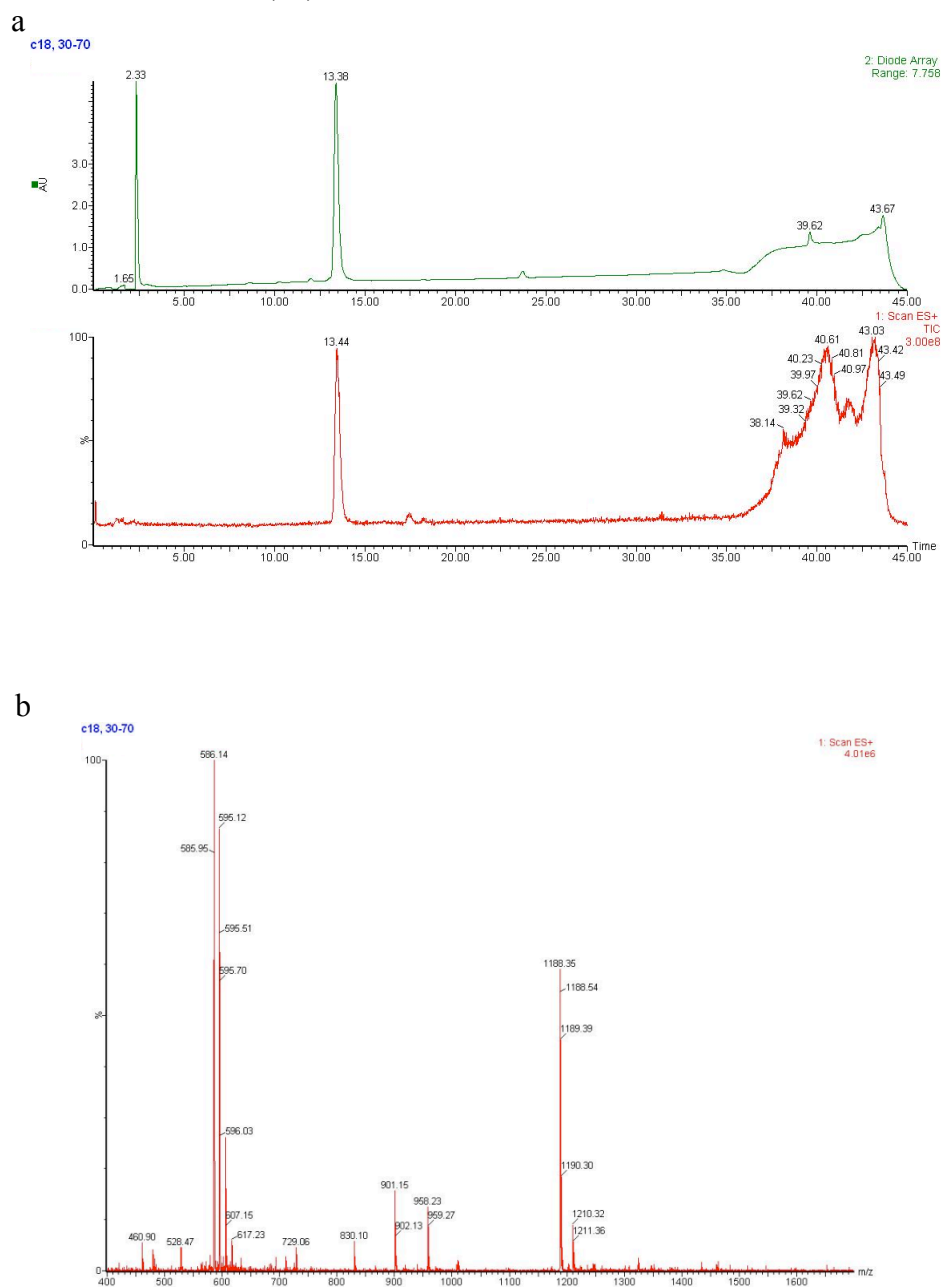 a
c18, 30-70
2: Diode Array
Range: 7.758
2.33
13.38
3.0
AU
2.0
39.62
43.67
1.0
1.65
0.0
5.00 10.00 15.00 20.00 25.00 30.00 35.00 40.00 45.00
1: Scan ES+
TIC
3.00e8
100
13.44
40.61
43.03
40.23
40.81
43.42
39.97
40.97
43.49
39.62
39.32
38.14
%
0
Time
5.00 10.00 15.00 20.00 25.00 30.00 35.00 40.00 45.00
b
c18, 30-70
1: Scan ES+
4.01e6
100
586.14
595.12
585.95
595.51
595.70
1188.35
1188.54
1189.39
%
596.03
1190.30
901.15
958.23
607.15
959.27
1210.32
617.23
902.13
1211.36
460.90
528.47
729.06
830.10
0
m/z
400 500 600 700 800 900 1000 1100 1200 1300 1400 1500 1600